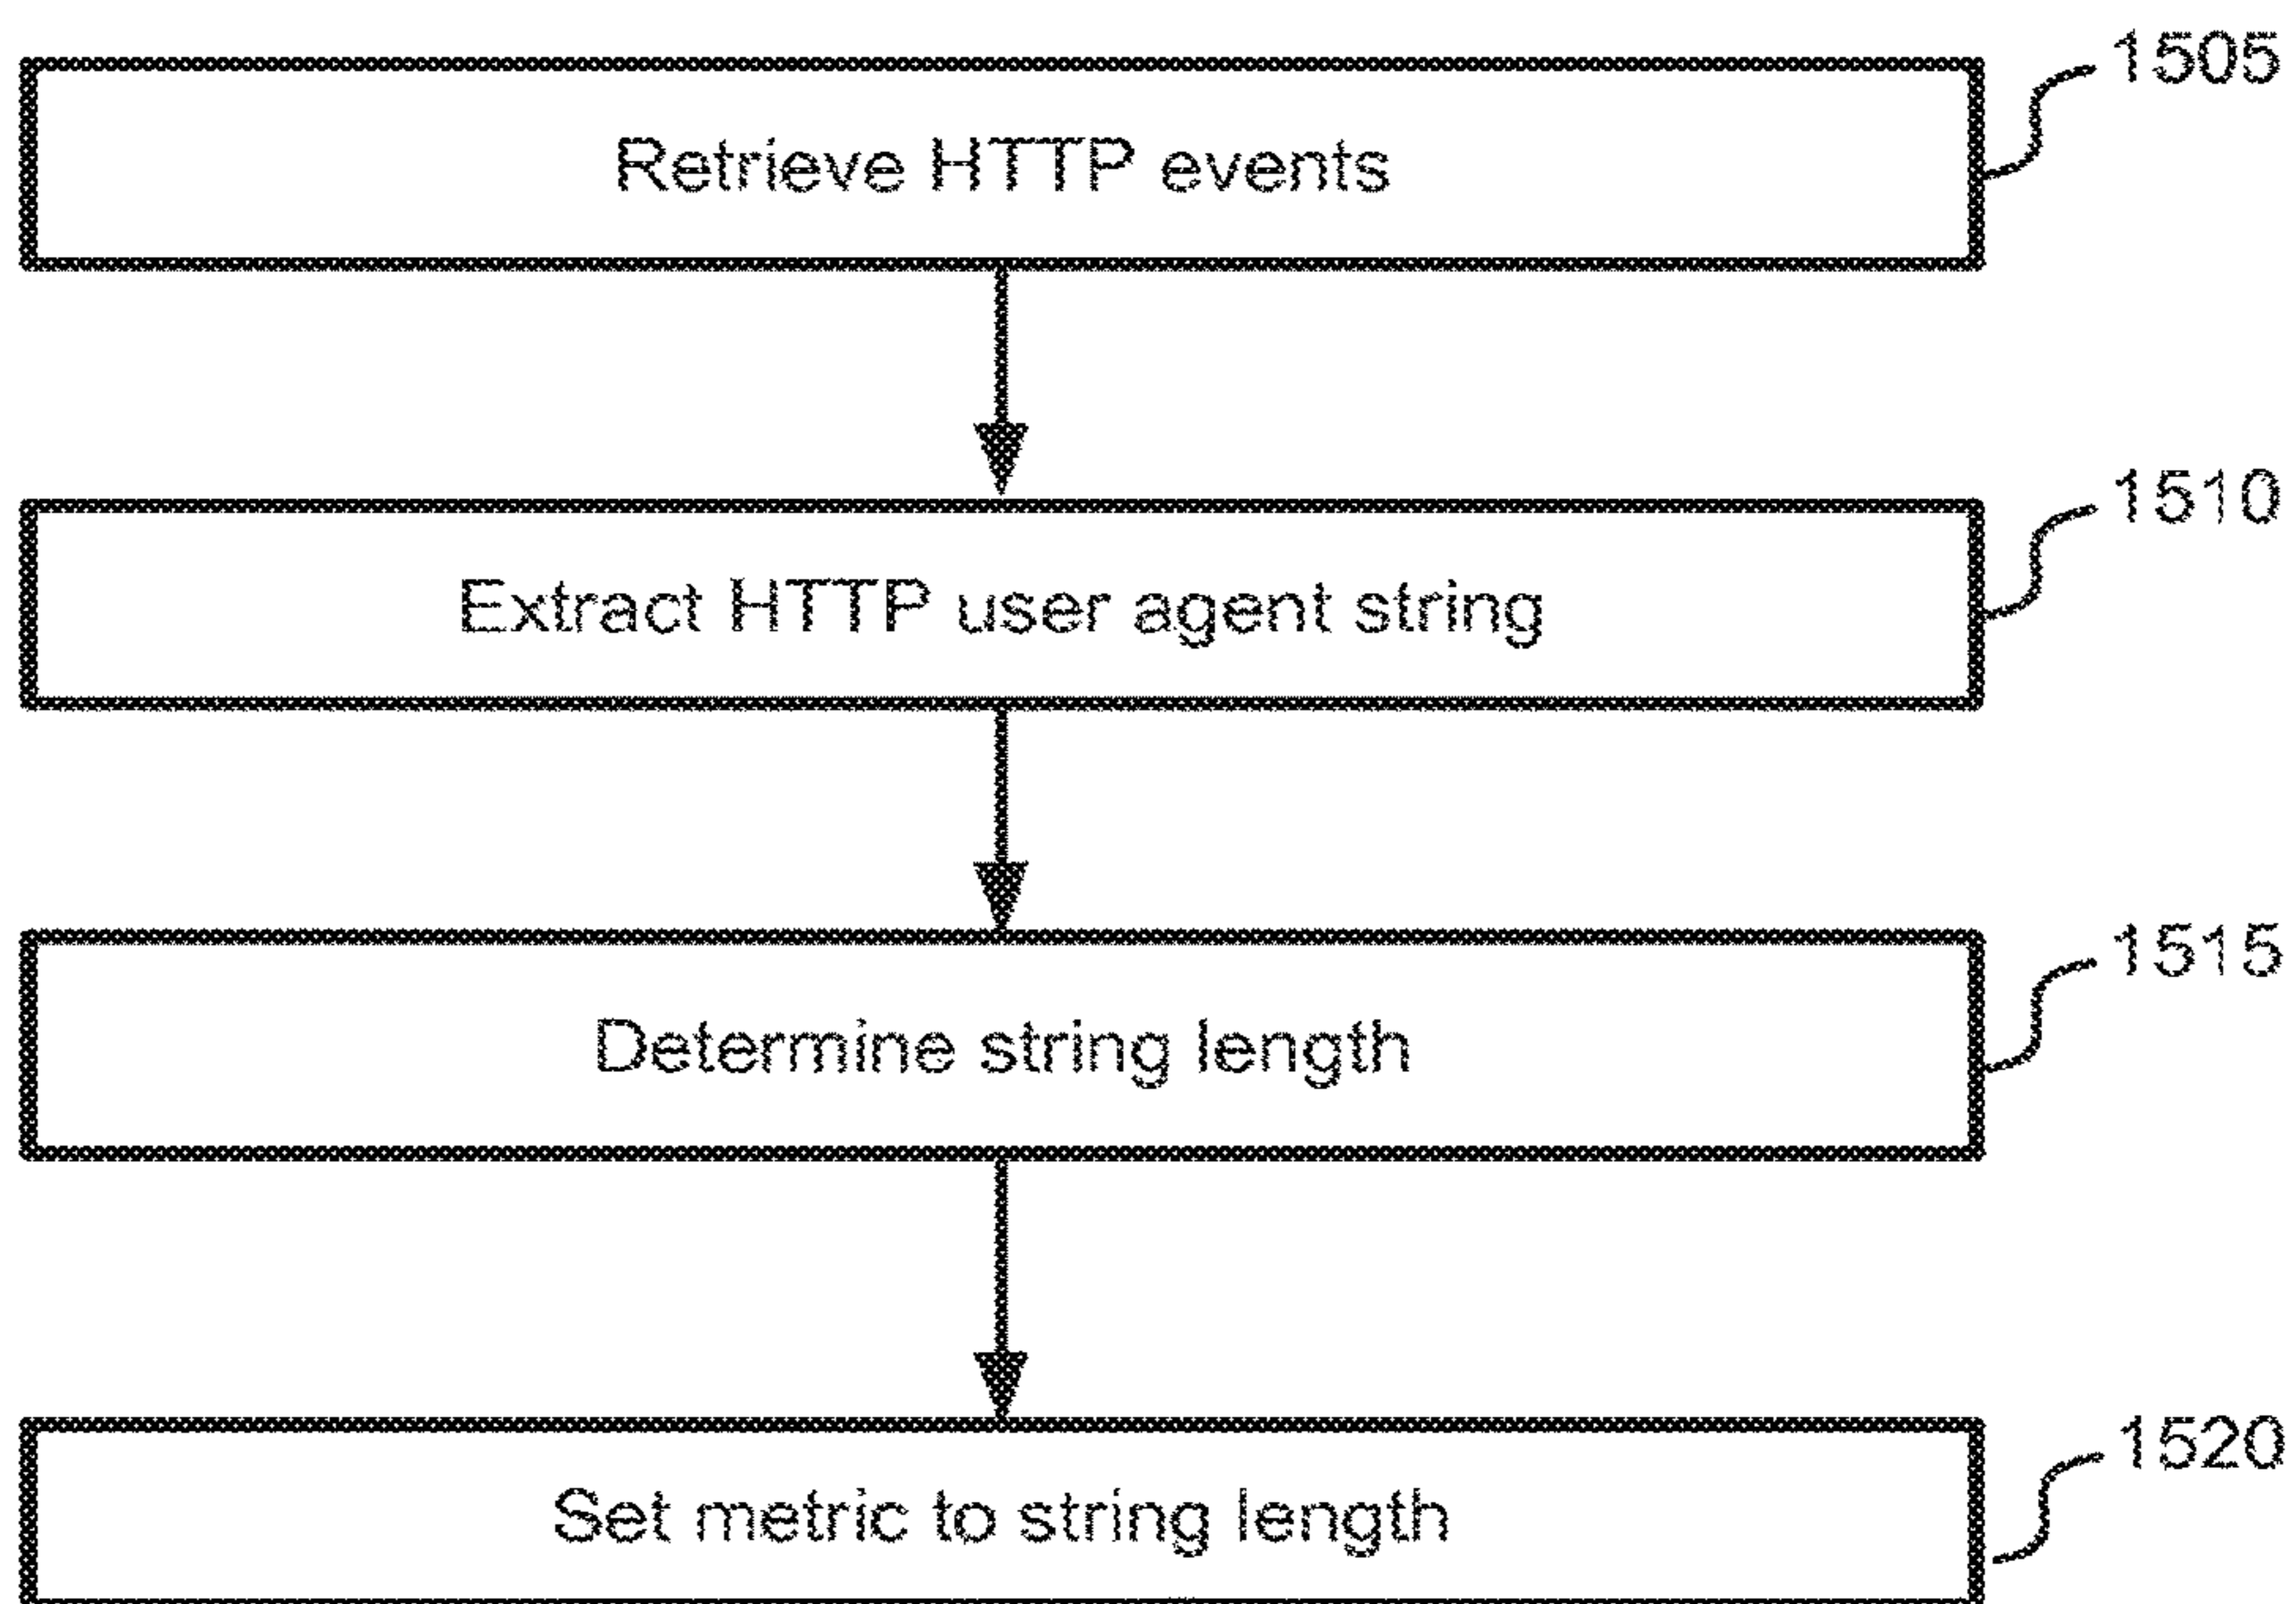 1505
Retrieve HTTP events
1510
Extract HTTP user agent string
1515
Determine string length
1520
Set metric to string length